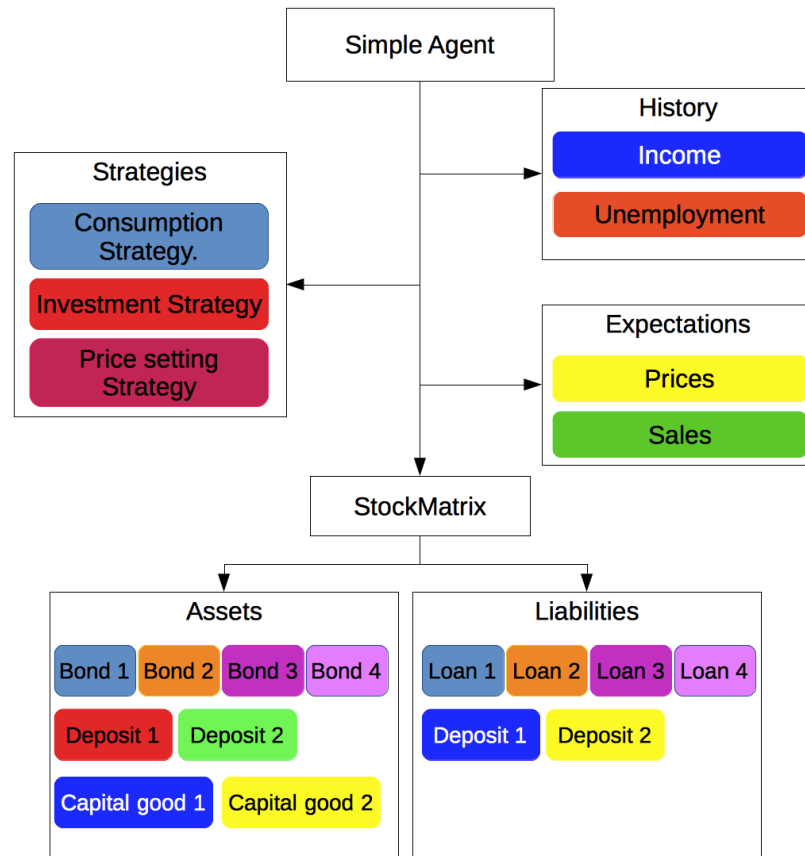 Simple Agent
History
Income
Unemployment
Strategies
Consumption
Strategy.
Investment Strategy
Price setting
Strategy
Expectations
Prices
Sales
StockMatrix
Assets
Bond 1 Bond 2 Bond 3 Bond 4
Deposit 1 Deposit 2
Capital good 1 Capital good 2
Liabilities
Loan 1 Loan 2 Loan 3 Loan 4
Deposit 1 Deposit 2